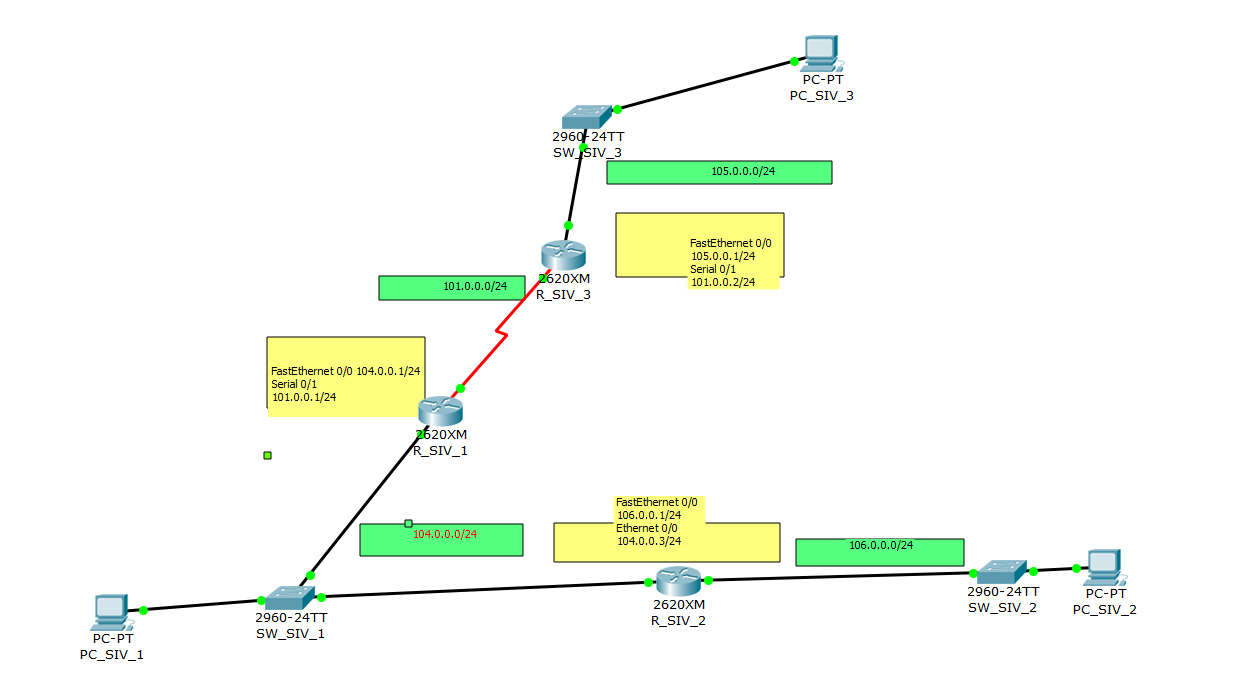 PC-PT
PC_SIV_3
2960-24TT
SW_SIV_3
105.0.0.0/24
FastEthernet 0/0
105.0.0.1/24
Serial 0/1
101.0.0.2/24
2620XM
R_SIV_3
101.0.0.0/24
FastEthernet 0/0 104.0.0.1/24
Serial 0/1
101.0.0.1/24
2620XM
R_SIV_1
FastEthernet 0/0
106.0.0.1/24
Ethernet 0/0
104.0.0.3/24
104.0.0.0/24
106.0.0.0/24
2960-24TT
SW_SIV_2
PC-PT
PC_SIV_2
2620XM
R_SIV_2
2960-24TT
SW_SIV_1
PC-PT
PC_SIV_1